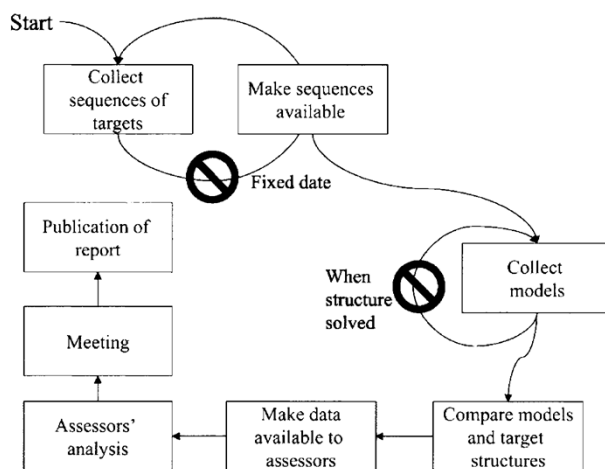 Start
Collect
sequences of
targets
Make sequences
available
Fixed date
Publication of
report
When
structure
solved
Collect
models
Meeting
Assessors'
analysis
Make data
available to
assessors
Compare models
and target
structures